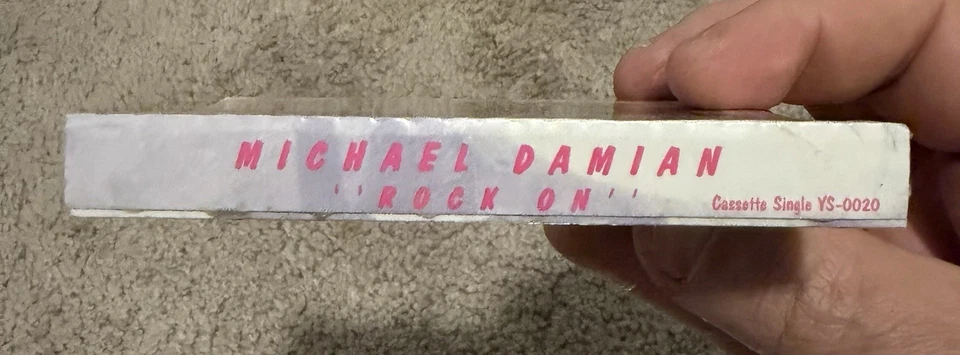 MICHAEL DAMIAN
''ROCK ON''
Cassette Single YS-0020